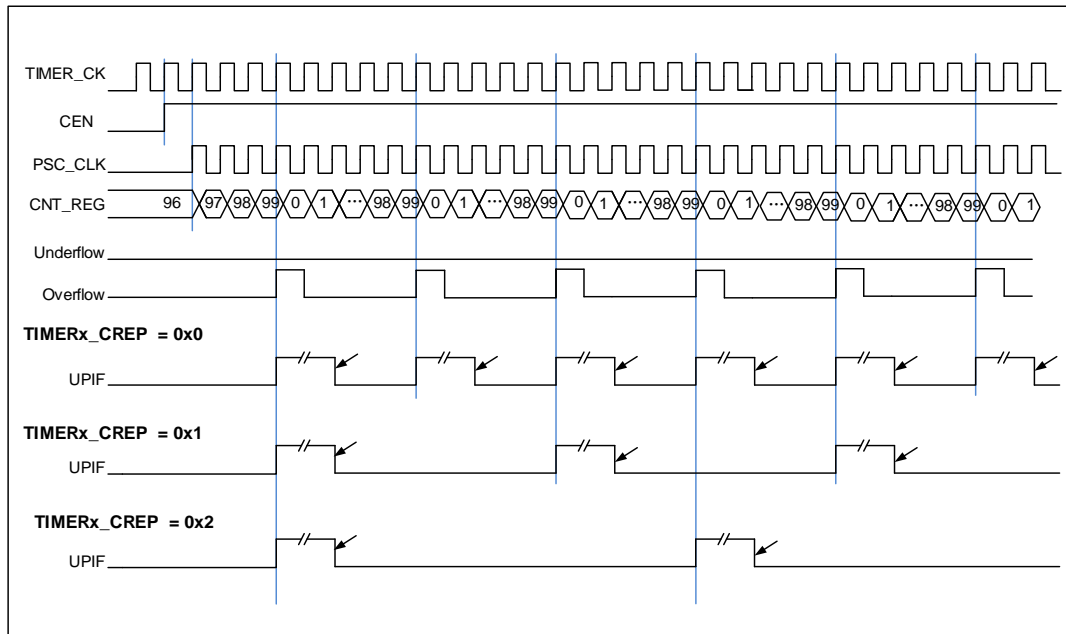 TIMER_CK
CEN
PSC_CLK
CNT_REG 96 97 98 99 0 1 ... 98 99 0 1 ... 98 99 0 1 ... 98 99 0 1 ... 98 99 0 1 ... 98 99 0 1
Underflow
Overflow
TIMERx_CREP = 0x0
UPIF
TIMERx_CREP = 0x1
UPIF
TIMERx_CREP = 0x2
UPIF